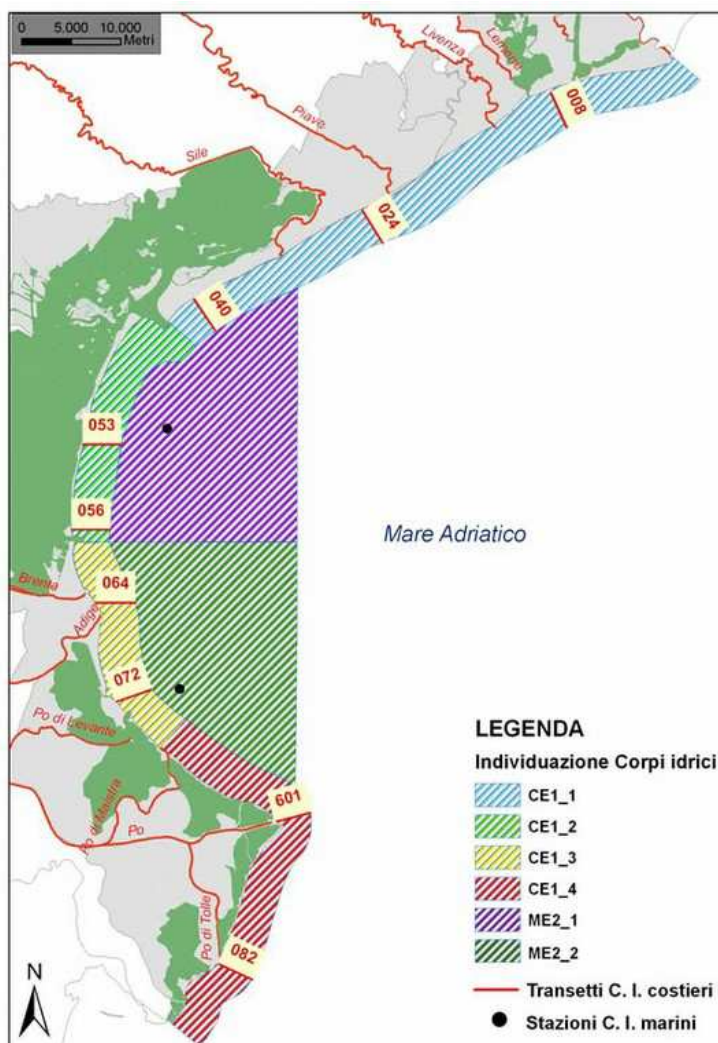 0 5.000 10.000
Metri
Livenza
Lemene
008
Piave
Sile
024
040
053
056
Mare Adriatico
Brenta
064
Adige
072
Po di Levante
601
Po di Maistra
Po
Po di Tolle
082
N
LEGENDA
Individuazione Corpi idrici
CE1_1
CE1_2
CE1_3
CE1_4
ME2_1
ME2_2
Transetti C. I. costieri
Stazioni C. I. marini